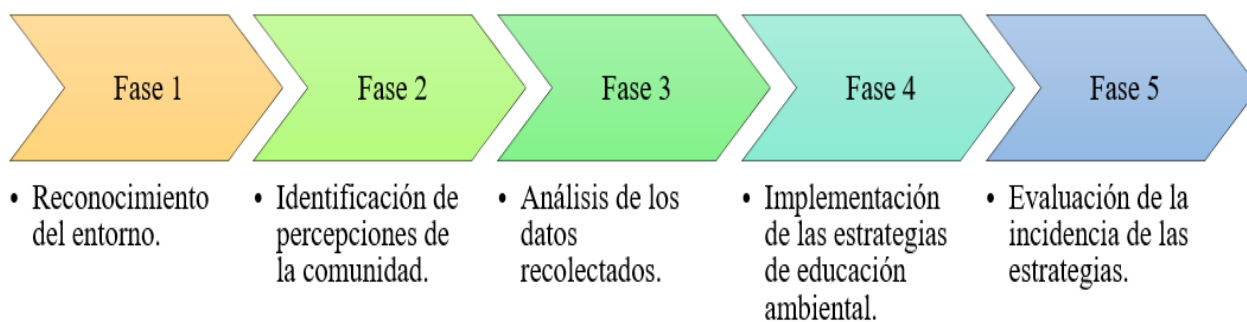 Fase 1
Fase 2
Fase 3
Fase 4
Fase 5
• Reconocimiento
del entorno.
• Identificación de
percepciones de
la comunidad.
• Análisis de los
datos
recolectados.
• Implementación
de las estrategias
de educación
ambiental.
• Evaluación de la
incidencia de las
estrategias.